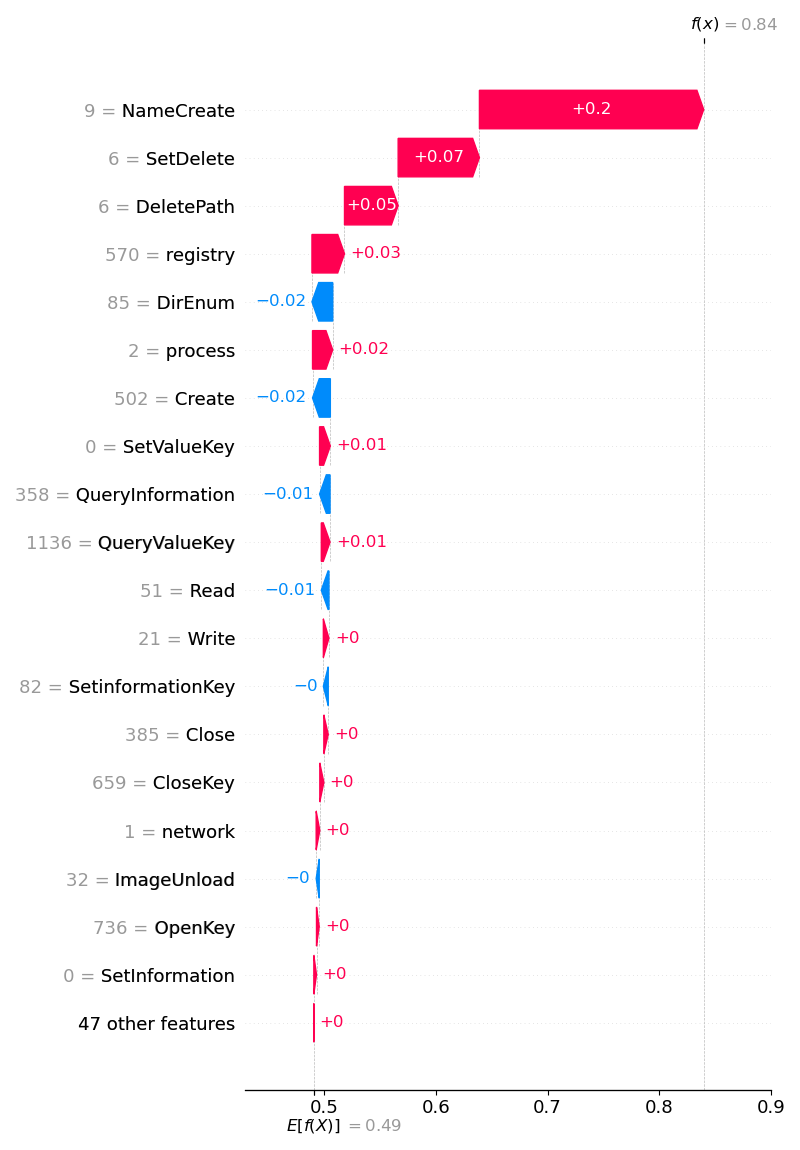 f(x) = 0.84
9 = NameCreate +0.2
6 = SetDelete +0.07
6 = DeletePath +0.05
570 = registry +0.03
85 = DirEnum −0.02
2 = process +0.02
502 = Create −0.02
0 = SetValueKey +0.01
358 = QueryInformation −0.01
1136 = QueryValueKey +0.01
51 = Read −0.01
21 = Write +0
82 = SetinformationKey −0
385 = Close +0
659 = CloseKey +0
1 = network +0
32 = ImageUnload −0
736 = OpenKey +0
0 = SetInformation +0
47 other features +0
0.5 0.6 0.7 0.8 0.9
E[f(X)] = 0.49